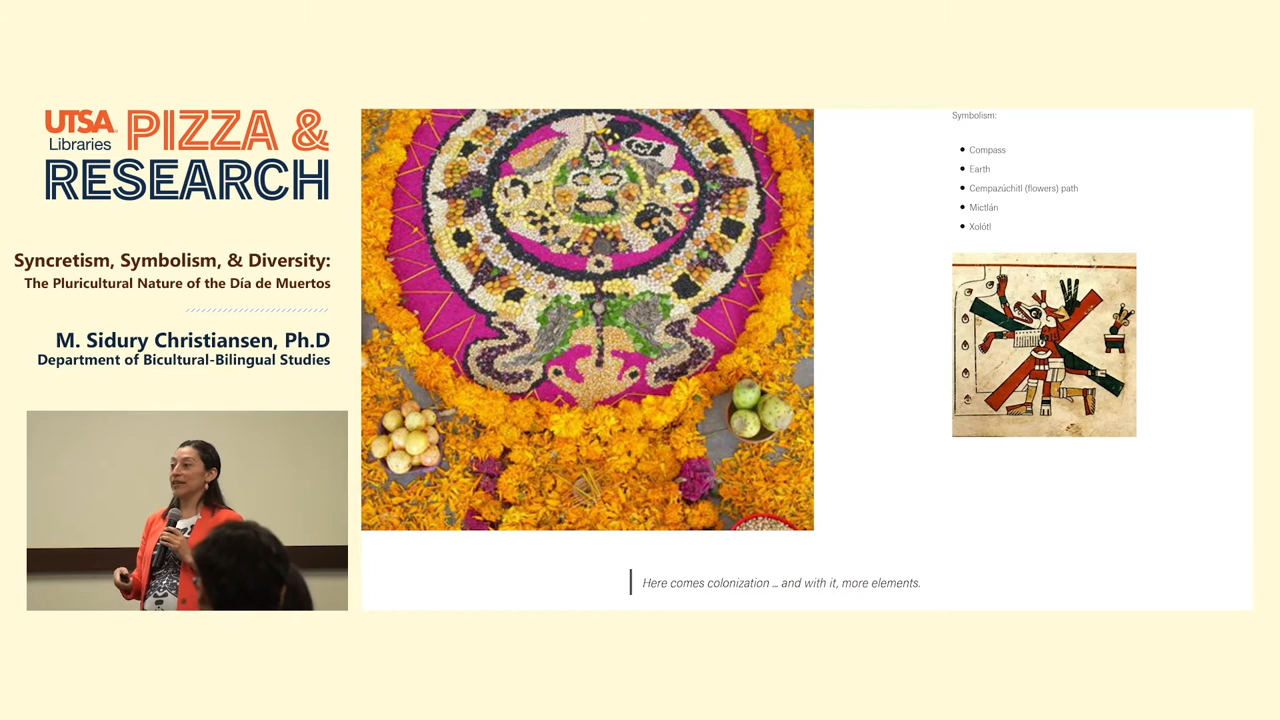 UTSA
Libraries
PIZZA &
RESEARCH
Syncretism, Symbolism, & Diversity:
The Pluricultural Nature of the Día de Muertos
M. Sidury Christiansen, Ph.D
Department of Bicultural-Bilingual Studies
Symbolism:
● Compass
● Earth
● Cempazúchitl (flowers) path
● Mictlán
● Xolótl
Here comes colonization ... and with it, more elements.